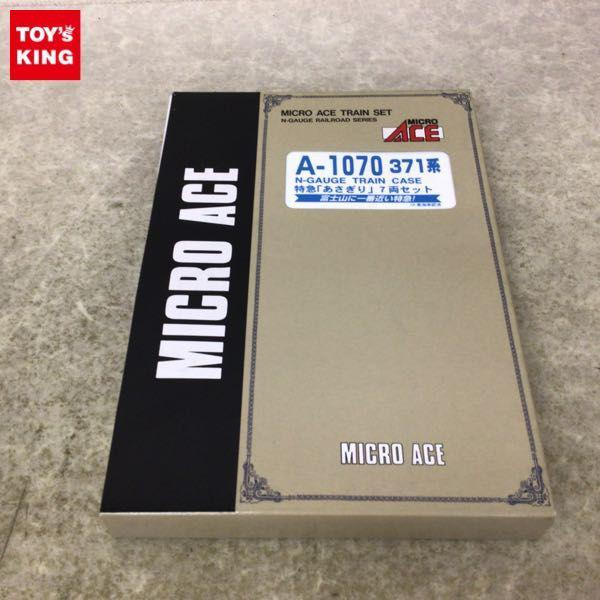 TOY's
KING
MICRO ACE
MICRO ACE TRAIN SET
N-GAUGE RAILROAD SERIES
MICRO
ACE
A-1070 371系
N-GAUGE TRAIN CASE
特急「あさぎり」7両セット
富士山に一番近い特急!
MICRO ACE